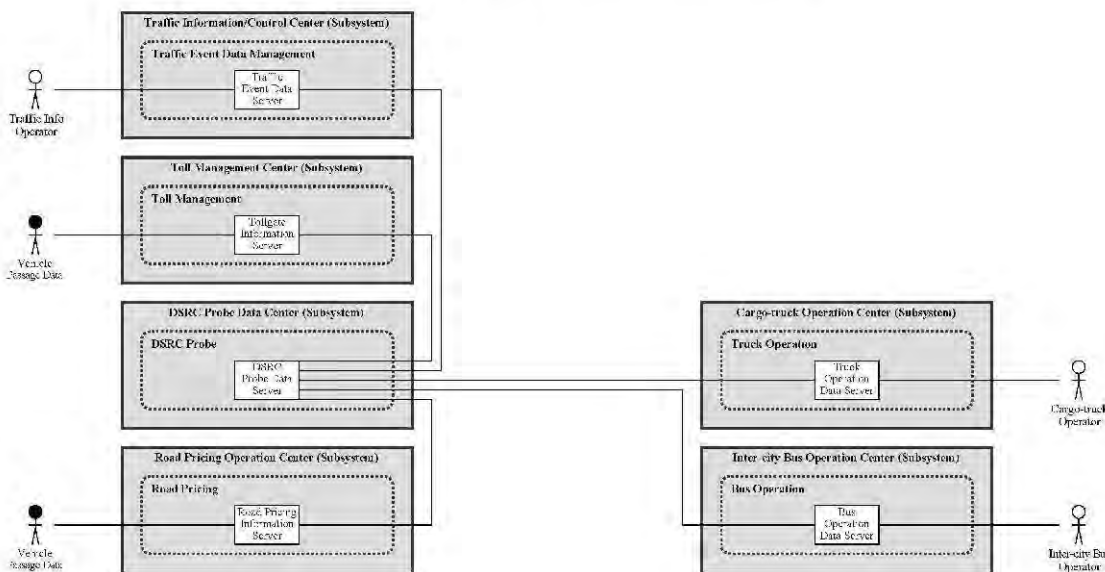 Traffic Information/Control Center (Subsystem)
Traffic Event Data Management
Traffic
Event Data
Server
Traffic Info
Operator
Toll Management Center (Subsystem)
Toll Management
Tollgate
Information
Server
Vehicle
Passage Data
DSRC Probe Data Center (Subsystem)
DSRC Probe
DSRC
Probe Data
Server
Cargo-truck Operation Center (Subsystem)
Truck Operation
Truck
Operation
Data Server
Cargo-truck
Operator
Road Pricing Operation Center (Subsystem)
Road Pricing
Road Pricing
Information
Server
Vehicle
Passage Data
Inter-city Bus Operation Center (Subsystem)
Bus Operation
Bus
Operation
Data Server
Inter-city Bus
Operator